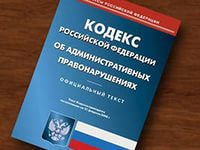 КОДЕКС
РОССИЙСКОЙ ФЕДЕРАЦИИ
ОБ АДМИНИСТРАТИВНЫХ
ПРАВОНАРУШЕНИЯХ
ОФИЦИАЛЬНЫЙ ТЕКСТ